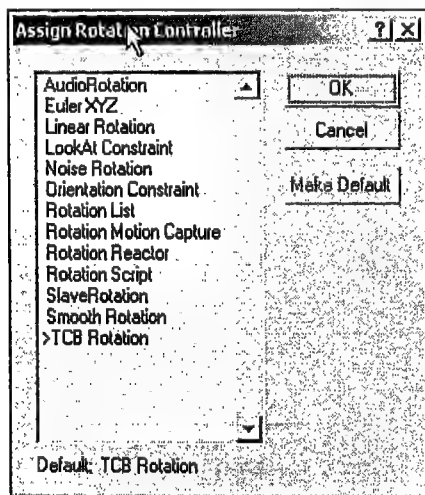 Assign Rotation Controller
? X
AudioRotation
Euler XYZ
Linear Rotation
LookAt Constraint
Noise Rotation
Orientation Constraint
Rotation List
Rotation Motion Capture
Rotation Reactor
Rotation Script
SlaveRotation
Smooth Rotation
>TCB Rotation
OK
Cancel
Make Default
Default: TCB Rotation